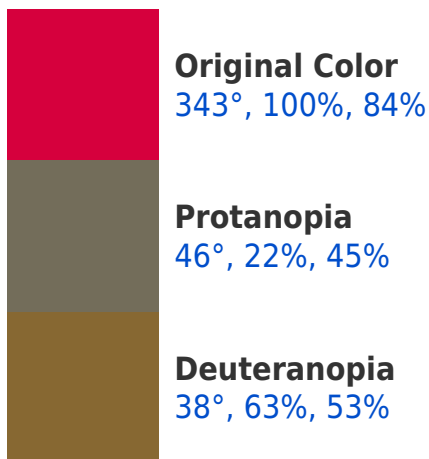 Original Color
343°, 100%, 84%
Protanopia
46°, 22%, 45%
Deuteranopia
38°, 63%, 53%